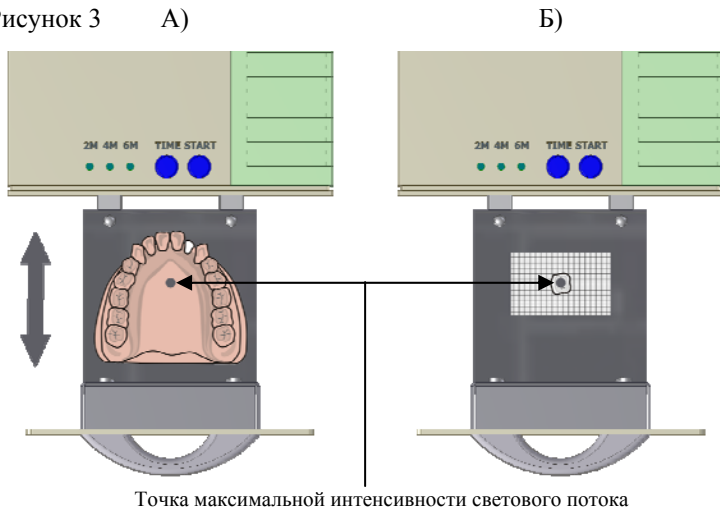 Рисунок 3 А) Б)
2M 4M 6M TIME START 2M 4M 6M TIME START
Точка максимальной интенсивности светового потока